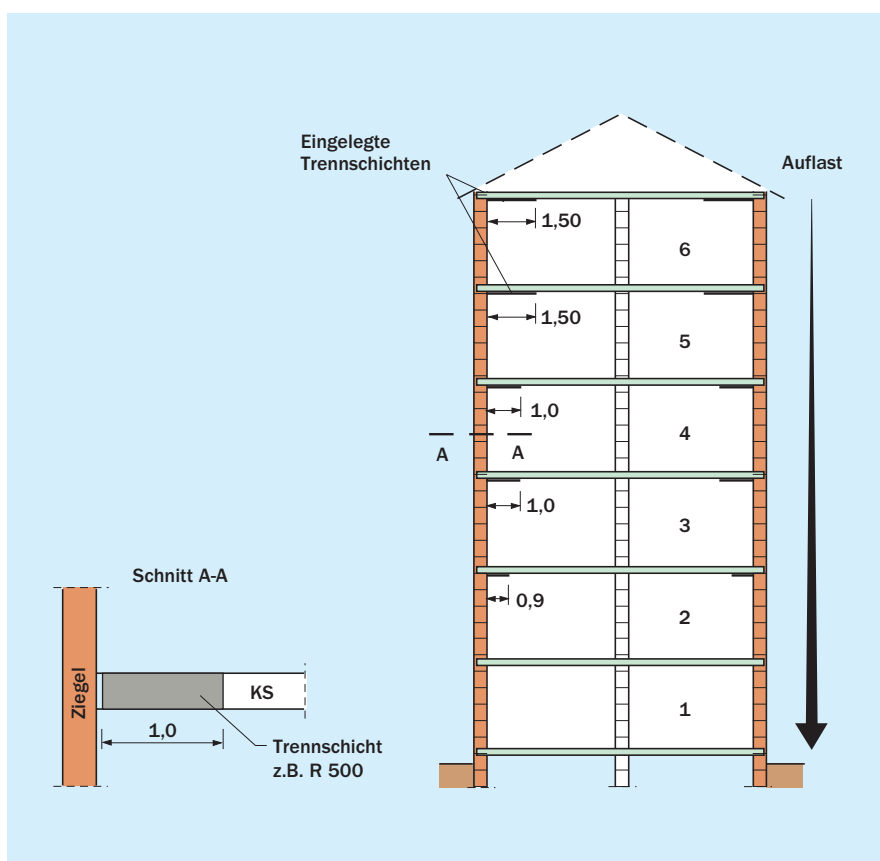 Eingelegte
Trennschichten
Auflast
1,50
6
1,50
5
1,0
4
A
A
1,0
3
0,9
2
1
Schnitt A-A
Ziegel
KS
1,0
Trennschicht
z.B. R 500